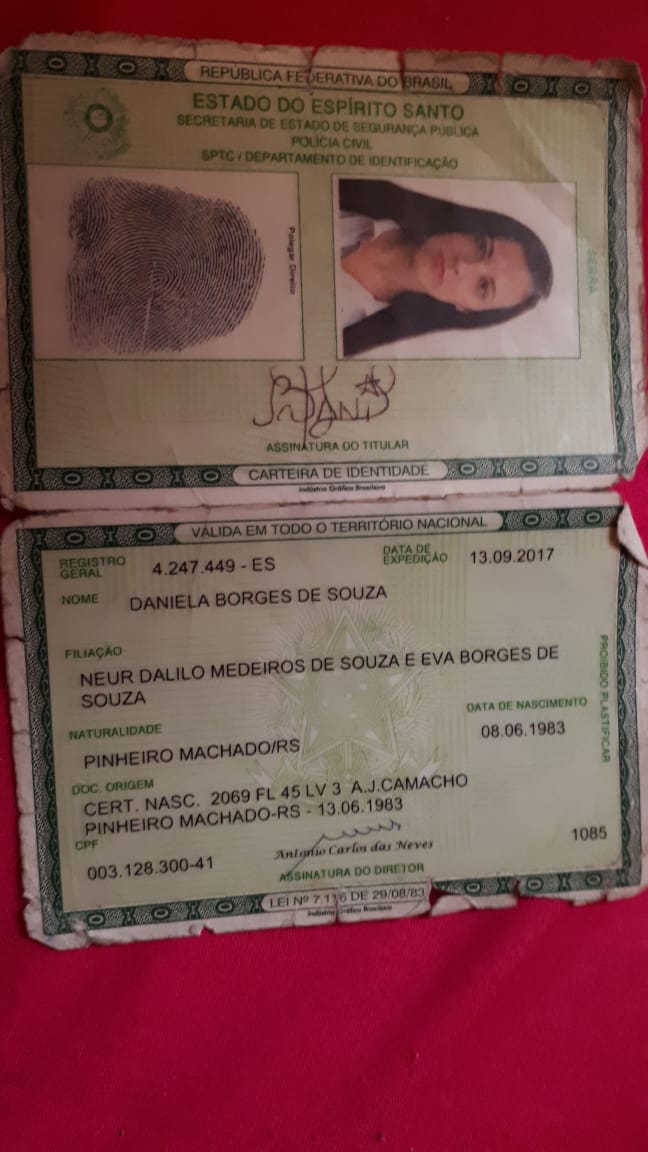 REPÚBLICA FEDERATIVA DO BRASIL
ESTADO DO ESPÍRITO SANTO
SECRETARIA DE ESTADO DE SEGURANÇA PÚBLICA
POLÍCIA CIVIL
SPTC / DEPARTAMENTO DE IDENTIFICAÇÃO
Polegar Direito
SERRA
ASSINATURA DO TITULAR
CARTEIRA DE IDENTIDADE
Indústria Gráfica Brasileira
VÁLIDA EM TODO O TERRITÓRIO NACIONAL
REGISTRO GERAL 4.247.449 - ES DATA DE EXPEDIÇÃO 13.09.2017
NOME DANIELA BORGES DE SOUZA
FILIAÇÃO
NEUR DALILO MEDEIROS DE SOUZA E EVA BORGES DE
SOUZA
PROIBIDO PLASTIFICAR
NATURALIDADE DATA DE NASCIMENTO
PINHEIRO MACHADO/RS 08.06.1983
DOC. ORIGEM
CERT. NASC. 2069 FL 45 LV 3 A.J.CAMACHO
PINHEIRO MACHADO-RS - 13.06.1983
CPF
003.128.300-41 Antonio Carlos das Neves 1085
ASSINATURA DO DIRETOR
LEI Nº 7.116 DE 29/08/83
Indústria Gráfica Brasileira